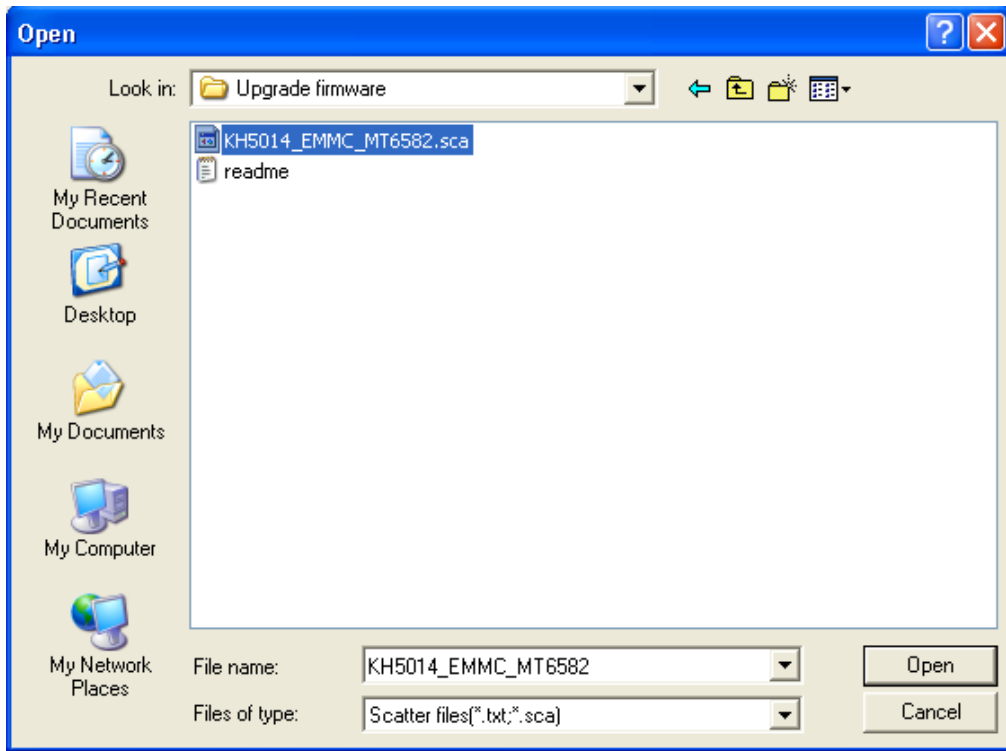 Open
Look in:
Upgrade firmware
KH5014_EMMC_MT6582.sca
readme
My Recent
Documents
Desktop
My Documents
My Computer
My Network
Places
File name:
KH5014_EMMC_MT6582
Open
Files of type:
Scatter files(*.txt;*.sca)
Cancel